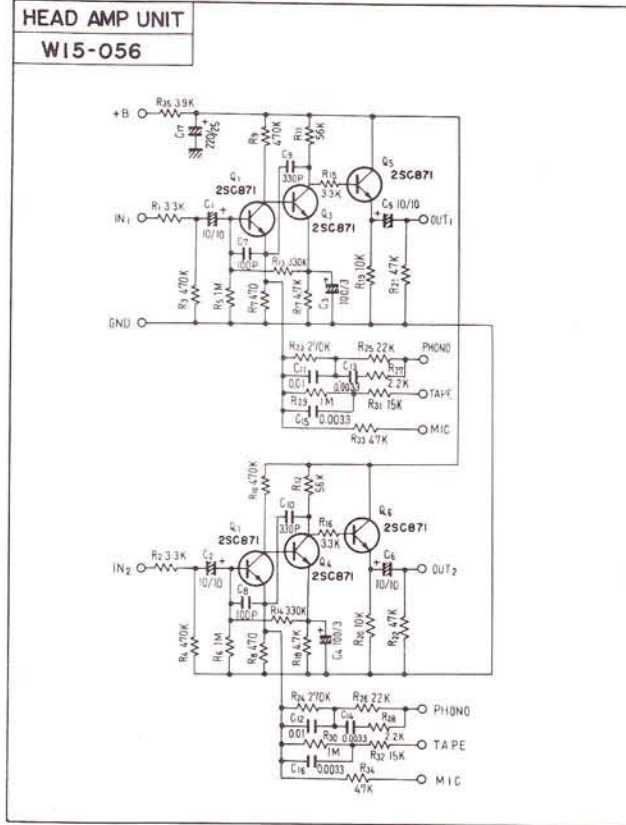 HEAD AMP UNIT
W15-056
+B
R35 3.9K
C17
220/25
+
R9
470K
R11
56K
C9
330P
R15
3.3K
Q5
2SC871
Q1
2SC871
Q3
2SC871
IN1
R1 3.3K
C1
+
10/10
C7
100P
R13 330K
+
C5 10/10
OUT1
R3 470K
R5 1M
R7 470
R17 47K
C3
100/3
+
R19 10K
R21 47K
GND
R23 270K
R25 22K
PHONO
C11
0.01
C13
0.0033
R27
2.2K
TAPE
R29
1M
R31 15K
C15
0.0033
MIC
R33 47K
R10 470K
R12
56K
C10
330P
R16
3.3K
Q6
2SC871
Q1
2SC871
Q4
2SC871
IN2
R2 3.3K
C2
+
10/10
C8
100P
R14 330K
+
C6
10/10
OUT2
R4 470K
R6 1M
R8 470
R18 47K
C4 100/3
+
R20 10K
R22 47K
R24 270K
R26 22K
PHONO
C12
0.01
C14
0.0033
R28
2.2K
TAPE
R30
1M
R32 15K
C16
0.0033
R34
47K
MIC